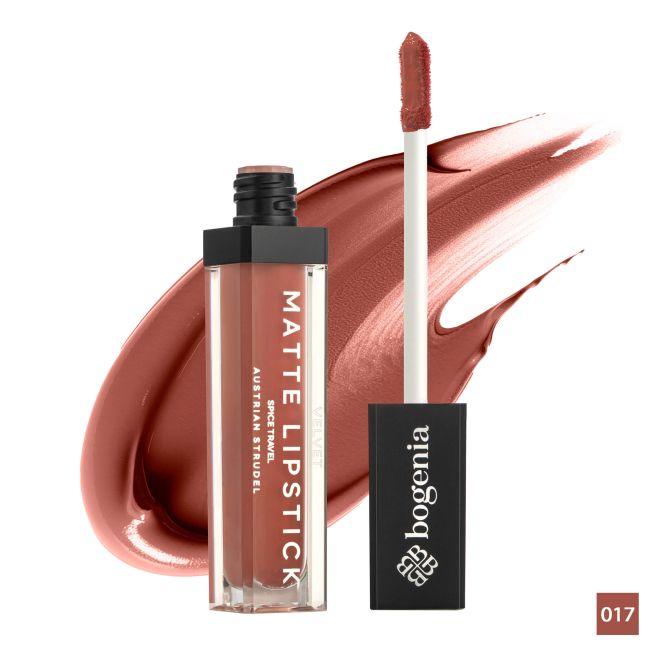 VELVET
MATTE LIPSTICK
SPICE TRAVEL
AUSTRIAN STRUDEL
bogenia
017